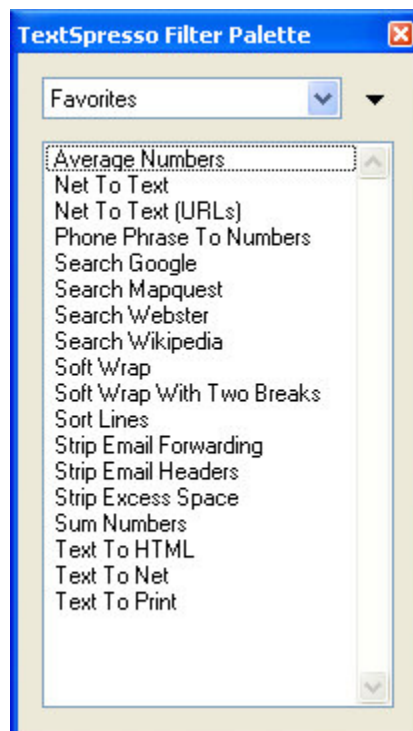 TextSpresso Filter Palette
Favorites
Average Numbers
Net To Text
Net To Text (URLs)
Phone Phrase To Numbers
Search Google
Search Mapquest
Search Webster
Search Wikipedia
Soft Wrap
Soft Wrap With Two Breaks
Sort Lines
Strip Email Forwarding
Strip Email Headers
Strip Excess Space
Sum Numbers
Text To HTML
Text To Net
Text To Print